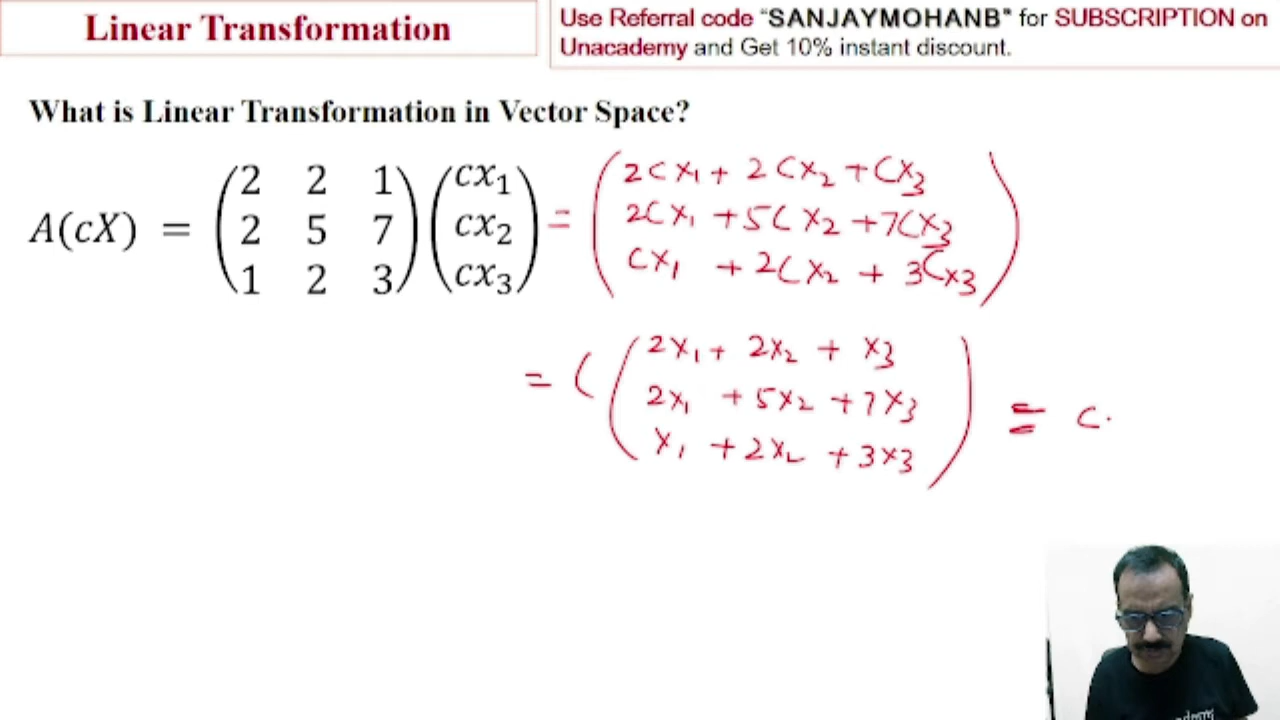 Linear Transformation
Use Referral code “SANJAYMOHANB” for SUBSCRIPTION on
Unacademy and Get 10% instant discount.
What is Linear Transformation in Vector Space?
A(cX) = (2 2 1) (cx₁) = (2Cx₁ + 2Cx₂ + Cx₃)
(2 5 7) (cx₂) (2Cx₁ + 5Cx₂ + 7Cx₃)
(1 2 3) (cx₃) (Cx₁ + 2Cx₂ + 3Cx₃)
= C (2x₁ + 2x₂ + x₃)
(2x₁ + 5x₂ + 7x₃) = C.
(x₁ + 2x₂ + 3x₃)